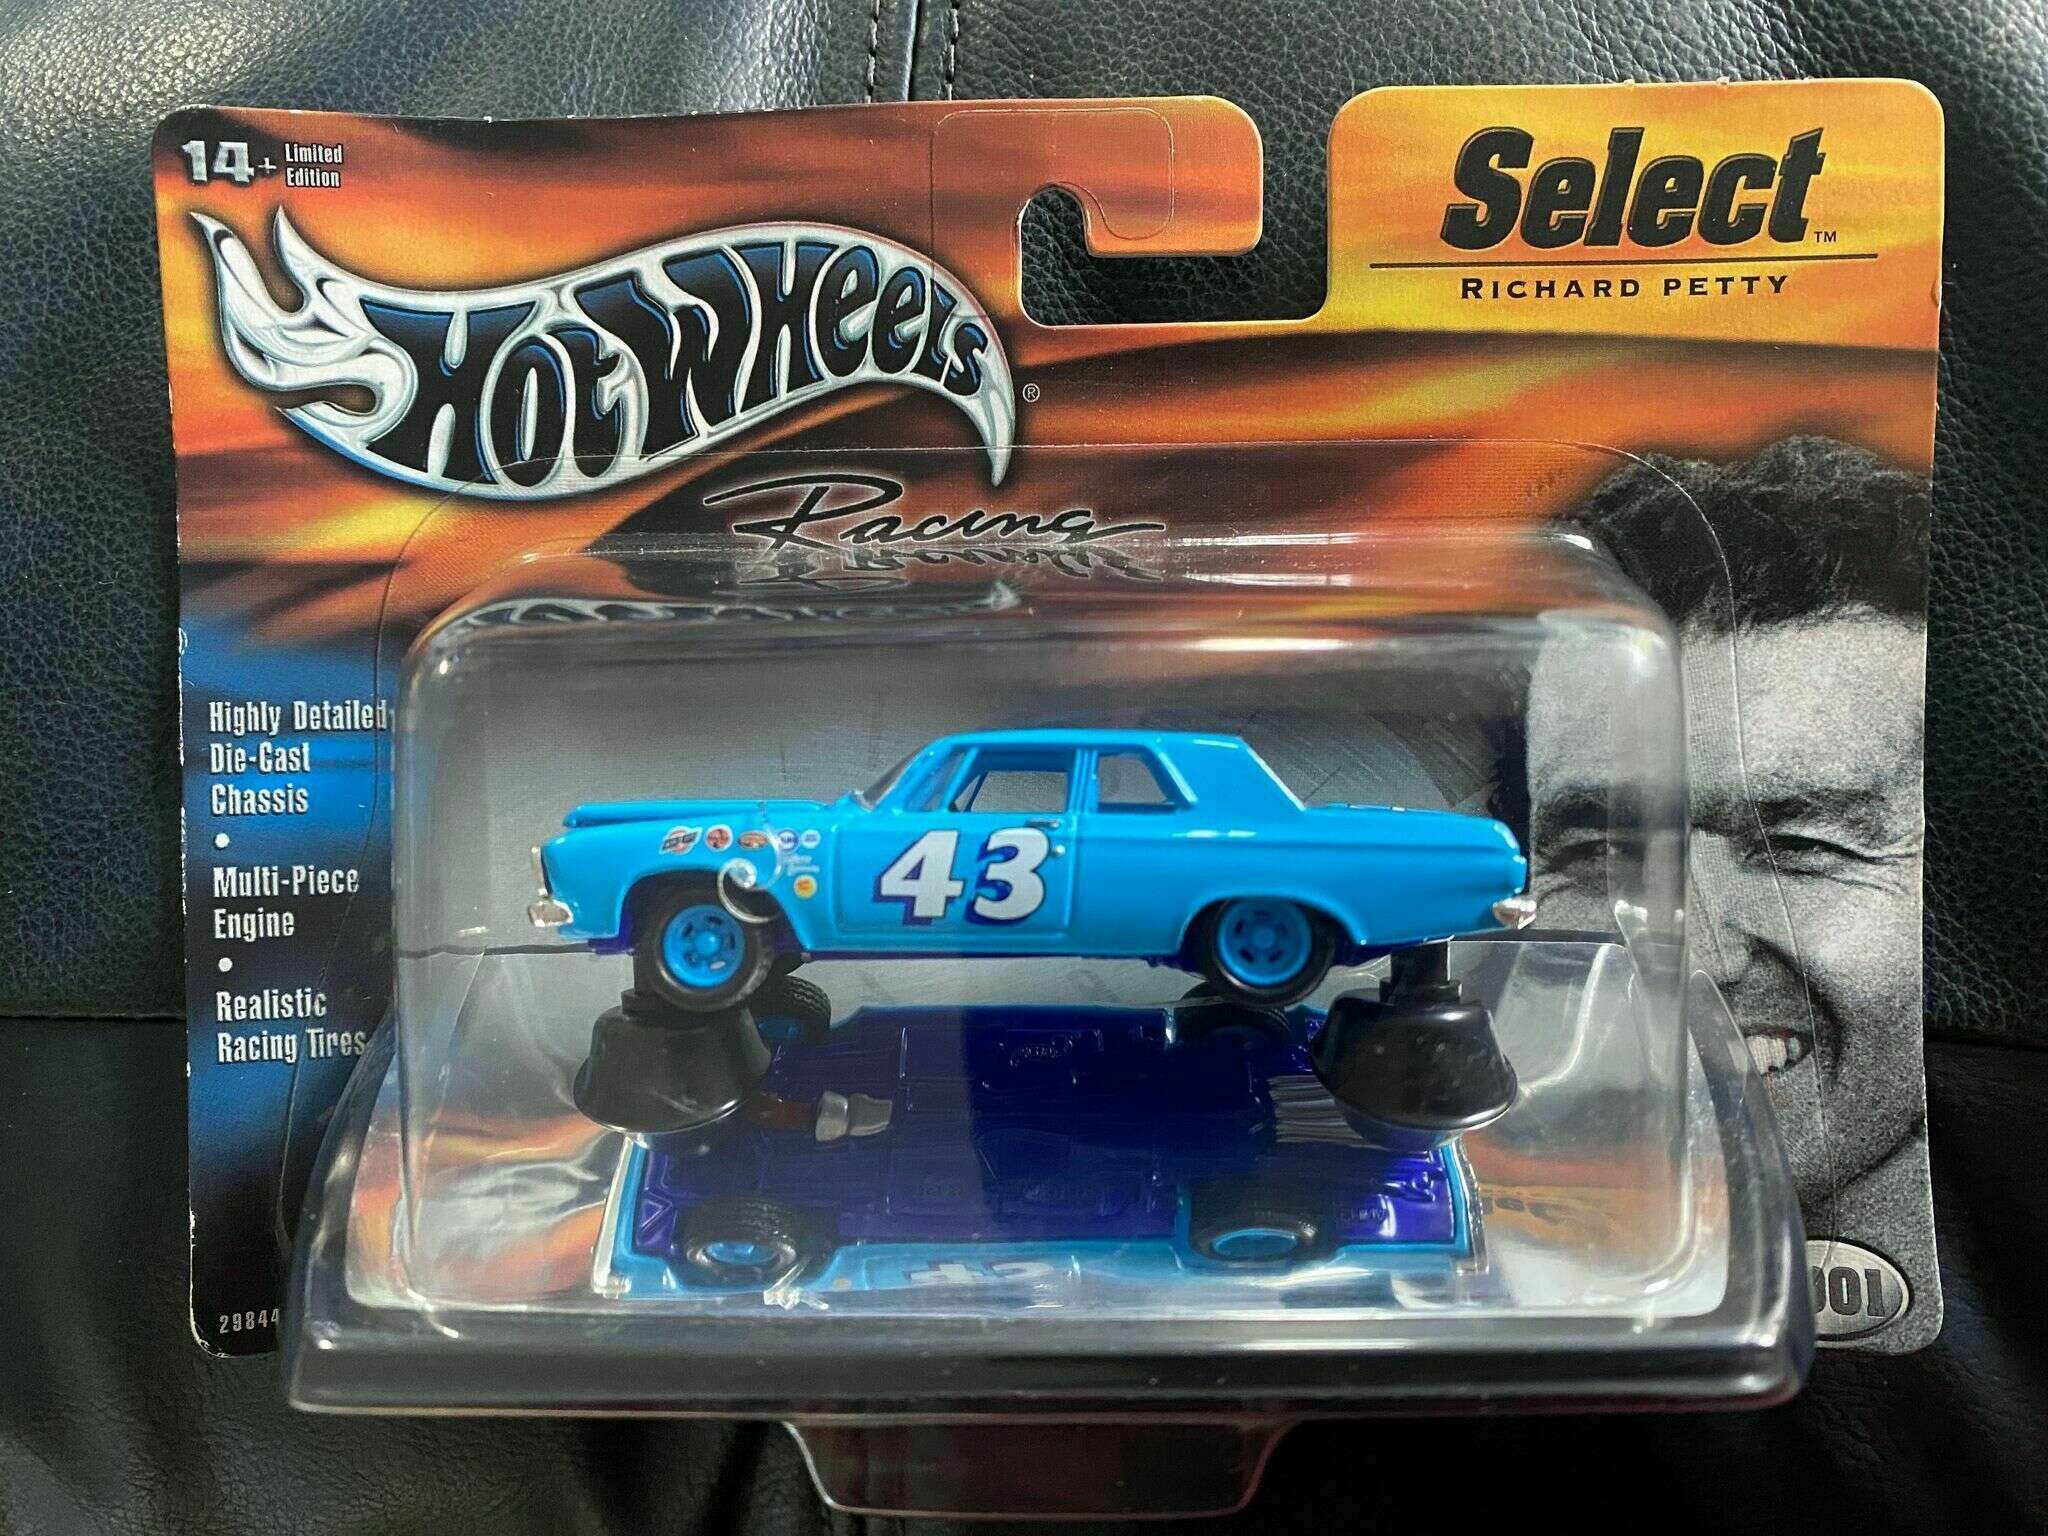 14+ Limited
Edition
Hot Wheels®
Racing
Select™
RICHARD PETTY
Highly Detailed
Die-Cast
Chassis
•
Multi-Piece
Engine
•
Realistic
Racing Tires
43
29844